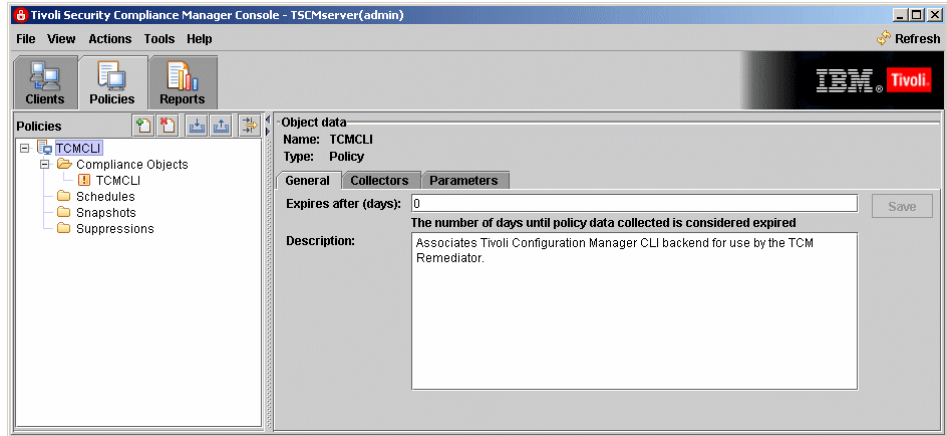 Tivoli Security Compliance Manager Console - TSCMserver(admin)
File View Actions Tools Help
Refresh
Clients Policies Reports
IBM® Tivoli.
Policies
TCMCLI
Compliance Objects
TCMCLI
Schedules
Snapshots
Suppressions
Object data
Name: TCMCLI
Type: Policy
General Collectors Parameters
Expires after (days): 0
Save
The number of days until policy data collected is considered expired
Description:
Associates Tivoli Configuration Manager CLI backend for use by the TCM
Remediator.